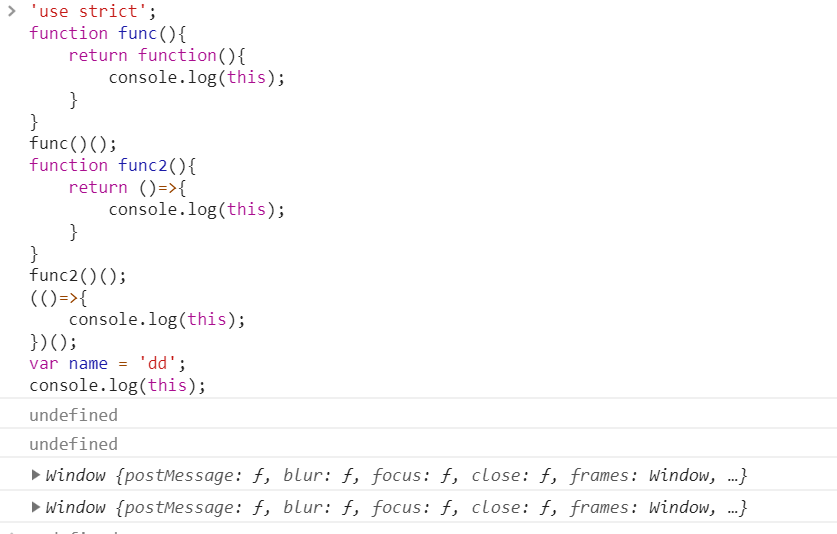 > 'use strict';
function func(){
    return function(){
        console.log(this);
    }
}
func()();
function func2(){
    return ()=>{
        console.log(this);
    }
}
func2()();
(()=>{
    console.log(this);
})();
var name = 'dd';
console.log(this);
undefined
undefined
▶Window {postMessage: ƒ, blur: ƒ, focus: ƒ, close: ƒ, frames: Window, …}
▶Window {postMessage: ƒ, blur: ƒ, focus: ƒ, close: ƒ, frames: Window, …}